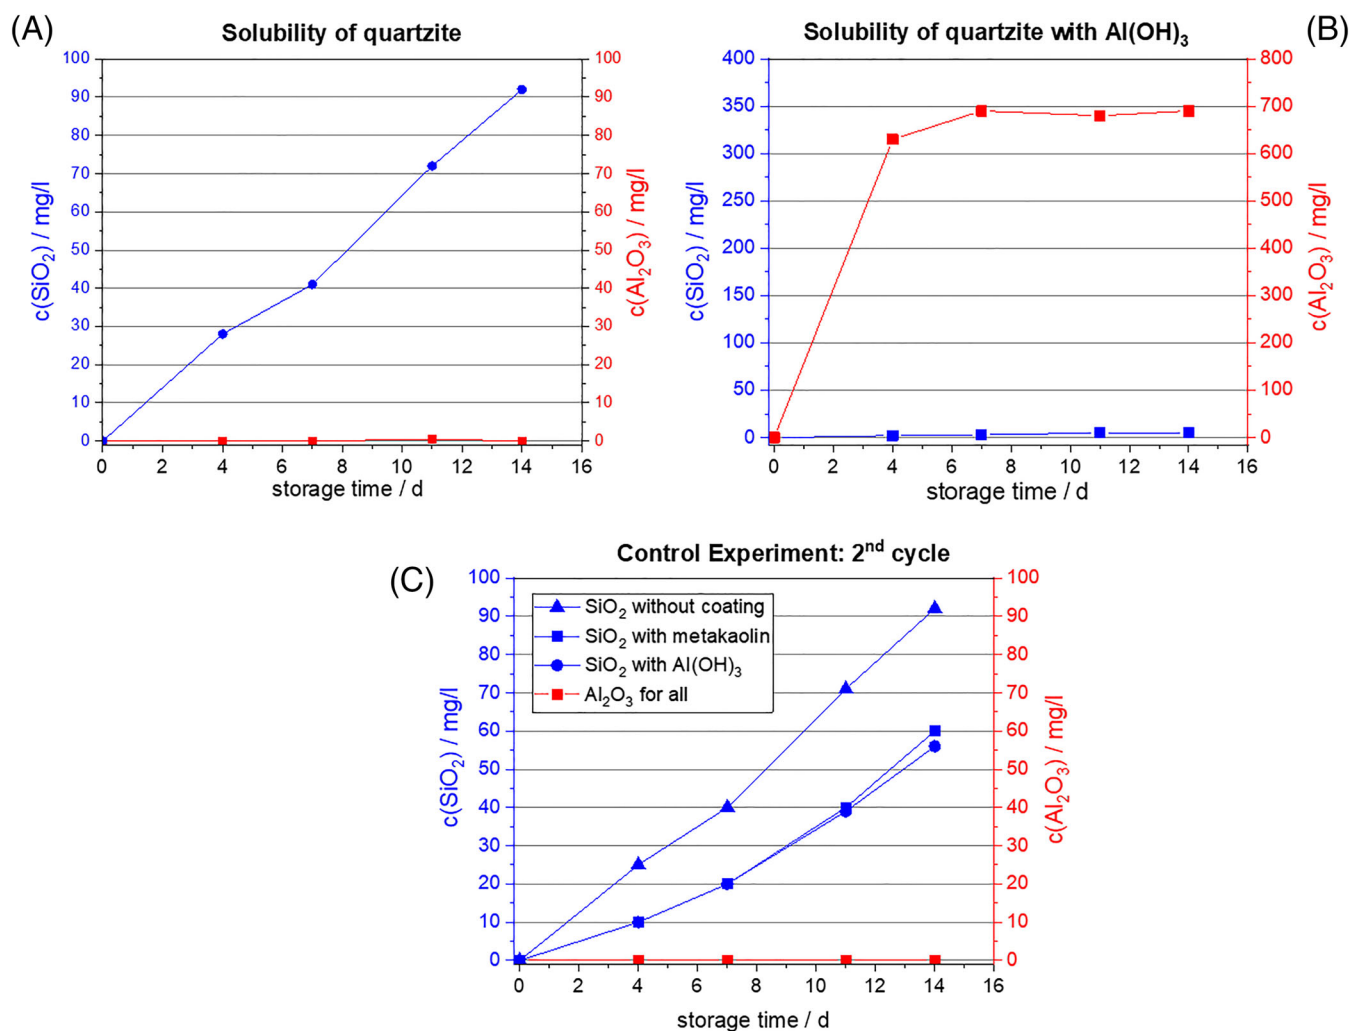 (A)
Solubility of quartzite
100
90
80
70
60
50
40
30
20
10
0
c(SiO₂) / mg/l
100
90
80
70
60
50
40
30
20
10
0
c(Al₂O₃) / mg/l
0 2 4 6 8 10 12 14 16
storage time / d
(B)
Solubility of quartzite with Al(OH)₃
400
350
300
250
200
150
100
50
0
c(SiO₂) / mg/l
800
700
600
500
400
300
200
100
0
c(Al₂O₃) / mg/l
0 2 4 6 8 10 12 14 16
storage time / d
(C)
Control Experiment: 2ⁿᵈ cycle
100
90
80
70
60
50
40
30
20
10
0
c(SiO₂) / mg/l
SiO₂ without coating
SiO₂ with metakaolin
SiO₂ with Al(OH)₃
Al₂O₃ for all
100
90
80
70
60
50
40
30
20
10
0
c(Al₂O₃) / mg/l
0 2 4 6 8 10 12 14 16
storage time / d